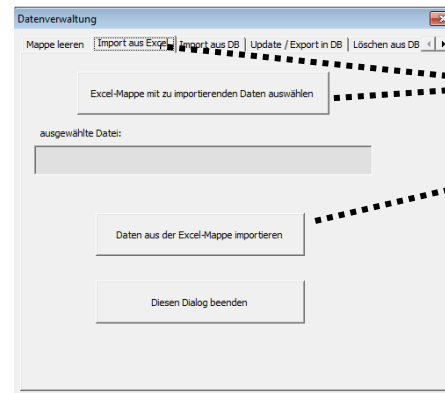 Datenverwaltung
Mappe leeren Import aus Excel Import aus DB Update / Export in DB Löschen aus DB
Excel-Mappe mit zu importierenden Daten auswählen
ausgewählte Datei:
Daten aus der Excel-Mappe importieren
Diesen Dialog beenden